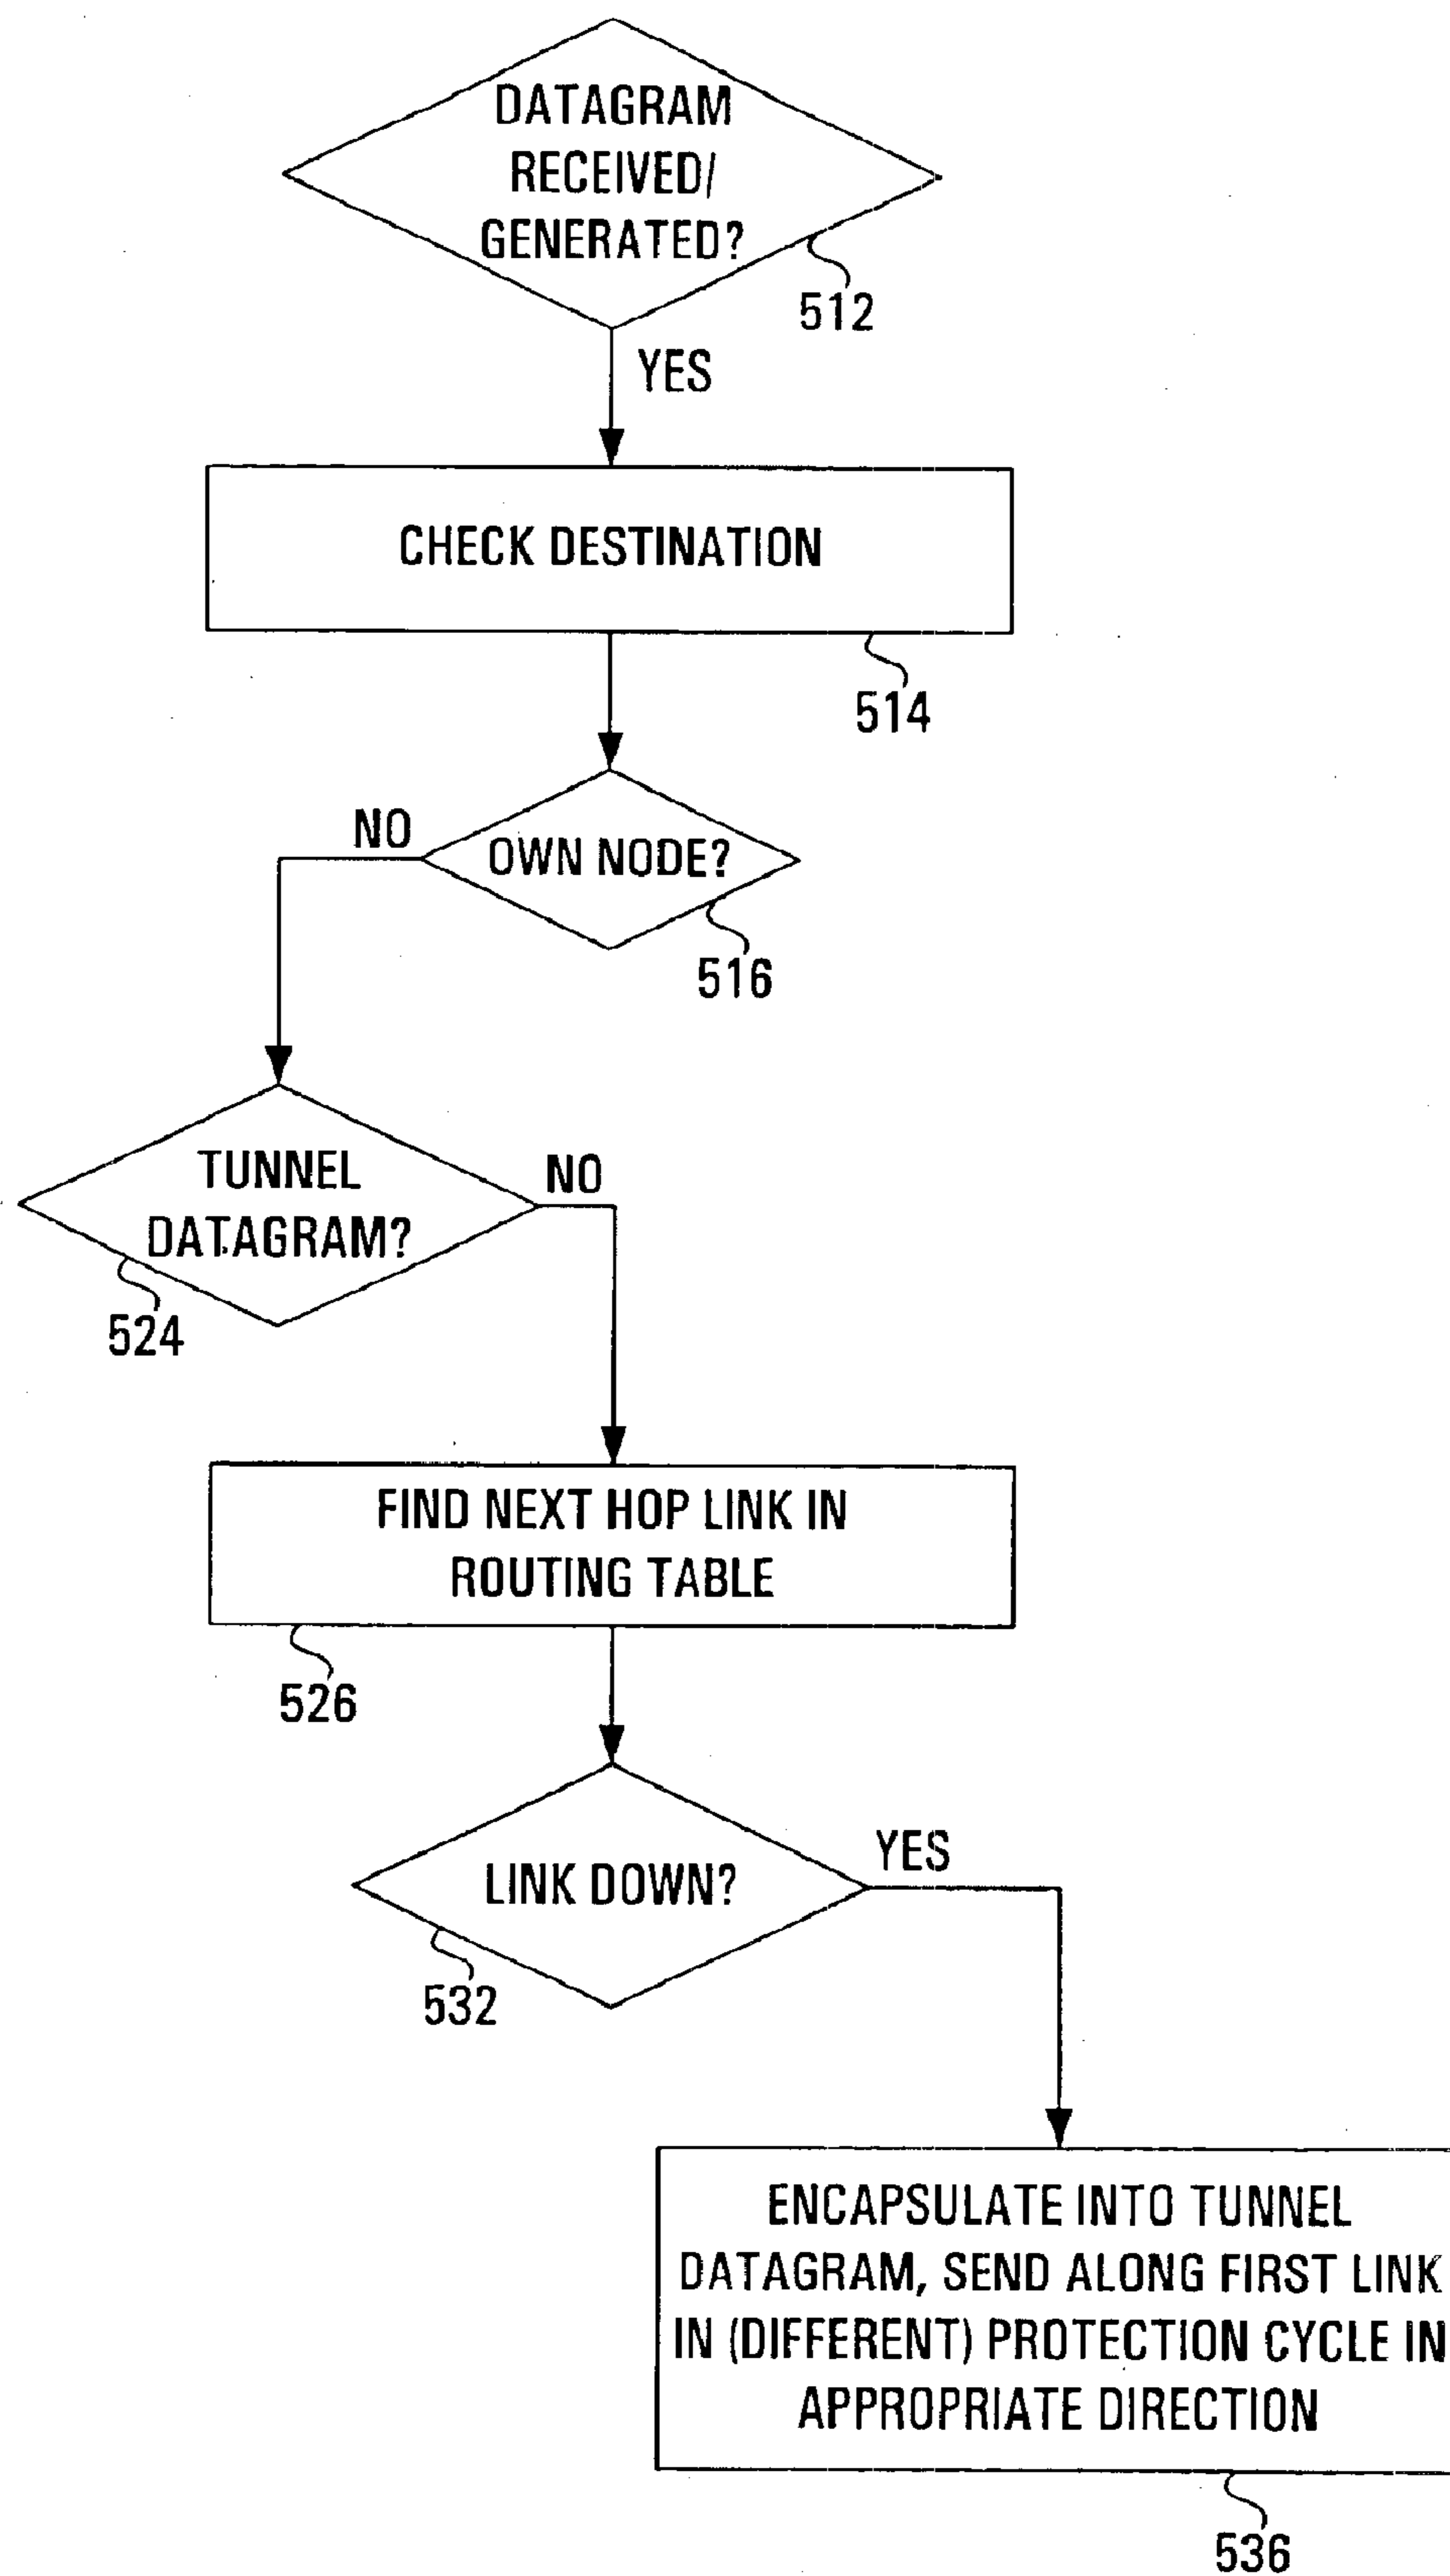 DATAGRAM
RECEIVED/
GENERATED?
512
YES
CHECK DESTINATION
514
NO
OWN NODE?
516
TUNNEL
DATAGRAM?
NO
524
FIND NEXT HOP LINK IN
ROUTING TABLE
526
LINK DOWN?
YES
532
ENCAPSULATE INTO TUNNEL
DATAGRAM, SEND ALONG FIRST LINK
IN (DIFFERENT) PROTECTION CYCLE IN
APPROPRIATE DIRECTION
536